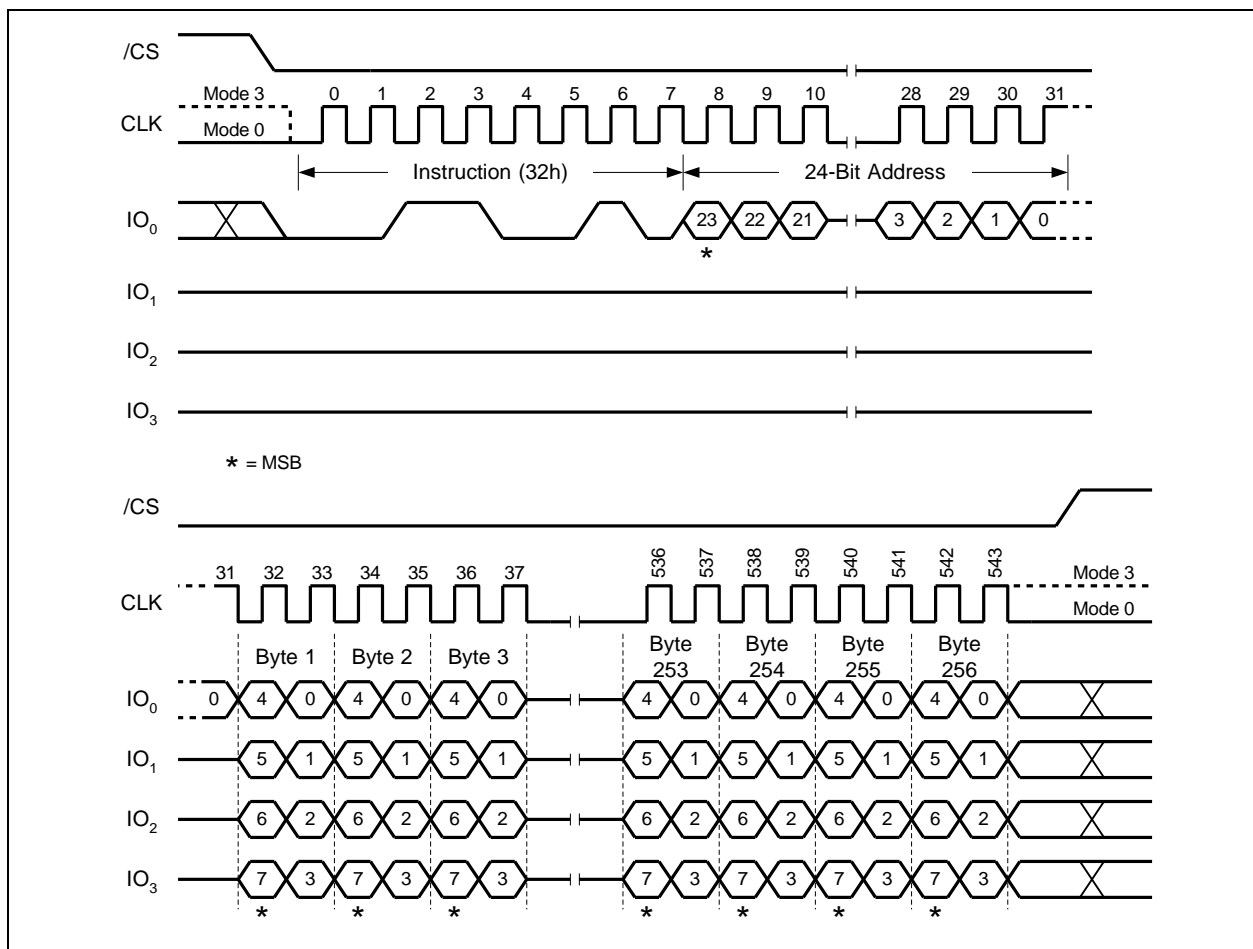 /CS
Mode 3 0 1 2 3 4 5 6 7 8 9 10 28 29 30 31
CLK
Mode 0
Instruction (32h) 24-Bit Address
IO0 23 22 21 3 2 1 0
*
IO1
IO2
IO3
* = MSB
/CS
31 32 33 34 35 36 37 536 537 538 539 540 541 542 543 Mode 3
CLK
Mode 0
Byte 1 Byte 2 Byte 3 Byte 253 Byte 254 Byte 255 Byte 256
IO0 0 4 0 4 0 4 0 4 0 4 0 4 0 4 0
IO1 5 1 5 1 5 1 5 1 5 1 5 1 5 1
IO2 6 2 6 2 6 2 6 2 6 2 6 2 6 2
IO3 7 3 7 3 7 3 7 3 7 3 7 3 7 3
* * * * * * *